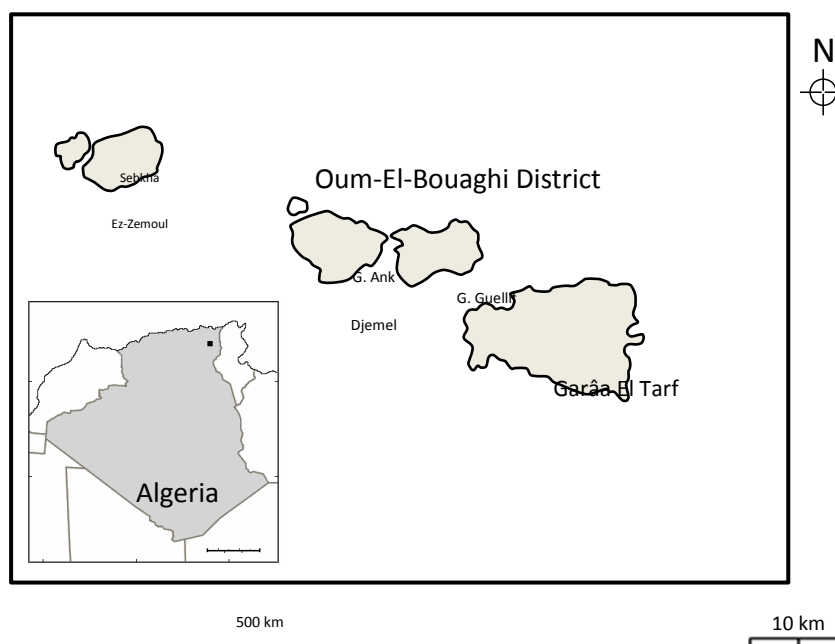 N
Sebkha
Ez-Zemoul
Oum-El-Bouaghi District
G. Ank
Djemel
G. Guellif
Garâa El Tarf
Algeria
500 km
10 km